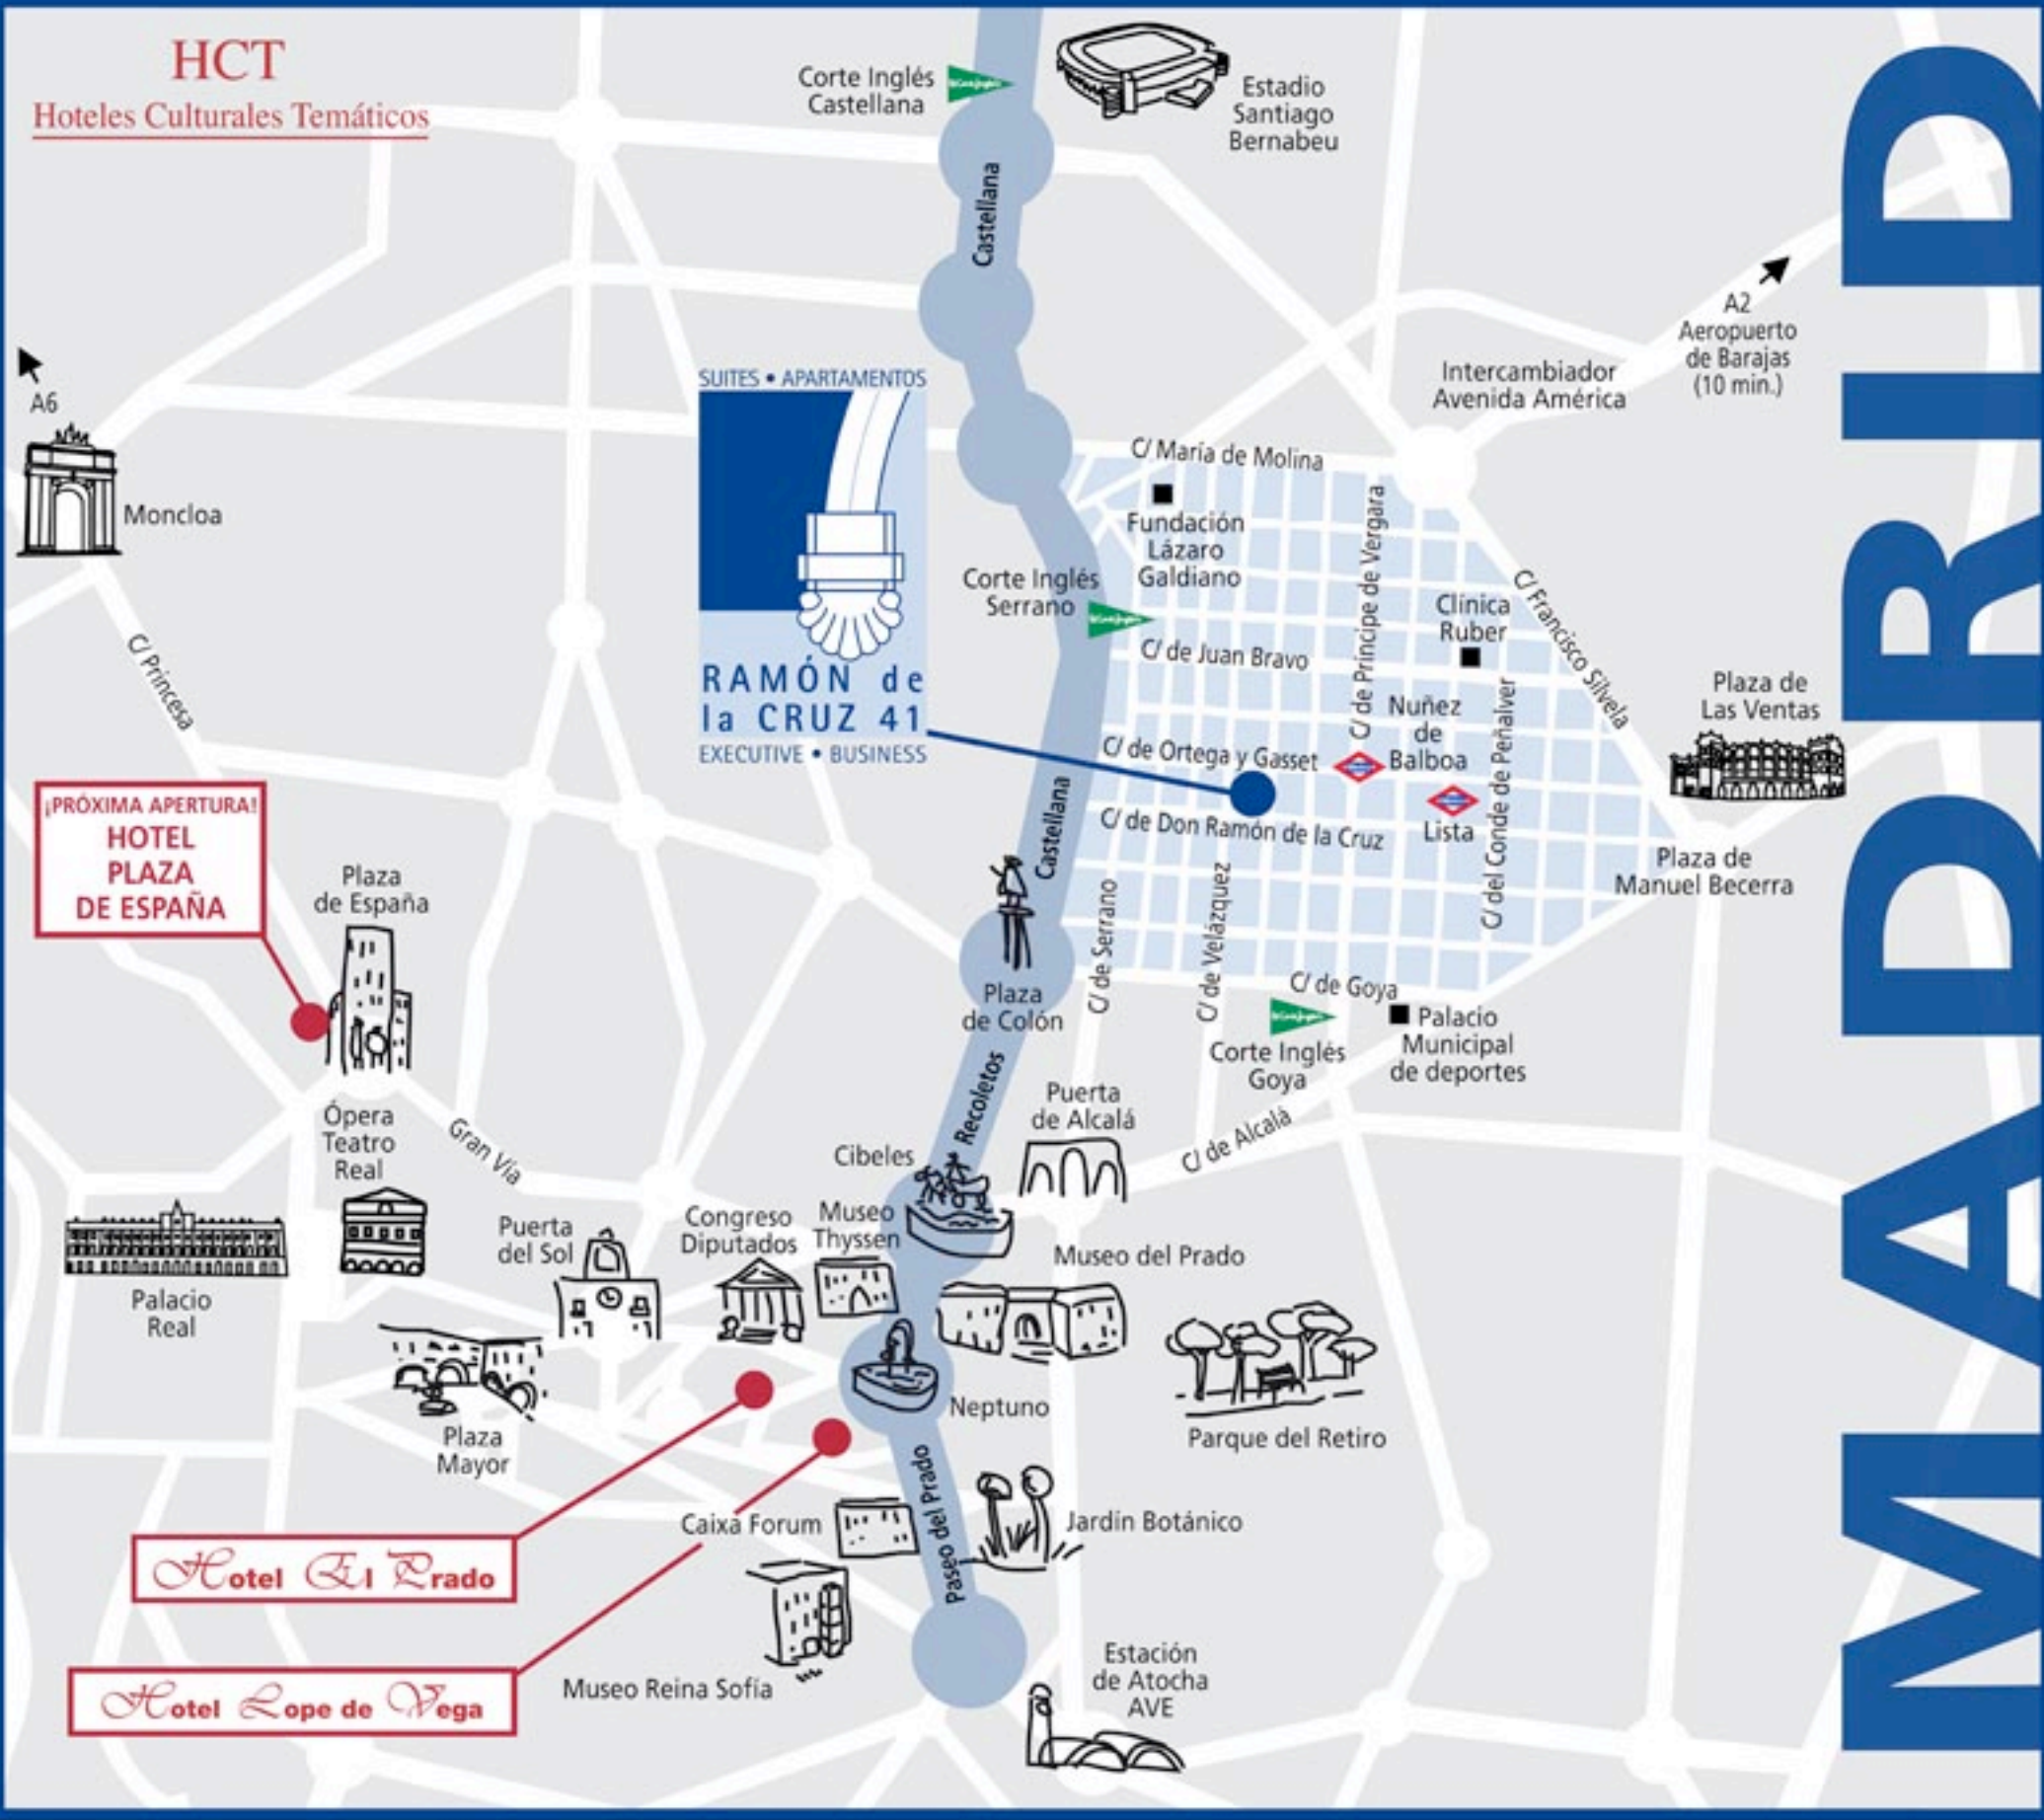 HCT
Hoteles Culturales Temáticos
Corte Inglés
Castellana
Estadio
Santiago
Bernabeu
Castellana
A2
Aeropuerto
de Barajas
(10 min.)
A6
Moncloa
Intercambiador
Avenida América
SUITES • APARTAMENTOS
RAMÓN de
la CRUZ 41
EXECUTIVE • BUSINESS
C/ María de Molina
Fundación
Lázaro
Galdiano
Corte Inglés
Serrano
C/ de Juan Bravo
C/ de Príncipe de Vergara
Clínica
Ruber
C/ Francisco Silvela
Nuñez
de
Balboa
C/ del Conde de Peñalver
Plaza de
Las Ventas
C/ de Ortega y Gasset
C/ de Don Ramón de la Cruz
Lista
Plaza de
Manuel Becerra
C/ Princesa
¡PRÓXIMA APERTURA!
HOTEL
PLAZA
DE ESPAÑA
Plaza
de España
Castellana
C/ de Serrano
C/ de Velázquez
Plaza
de Colón
C/ de Goya
Corte Inglés
Goya
Palacio
Municipal
de deportes
Recoletos
Puerta
de Alcalá
C/ de Alcalá
Ópera
Teatro
Real
Gran Vía
Cibeles
Palacio
Real
Puerta
del Sol
Congreso
Diputados
Museo
Thyssen
Museo del Prado
Plaza
Mayor
Neptuno
Parque del Retiro
Paseo del Prado
Caixa Forum
Jardín Botánico
Hotel El Prado
Museo Reina Sofía
Hotel Lope de Vega
Estación
de Atocha
AVE
MADRID